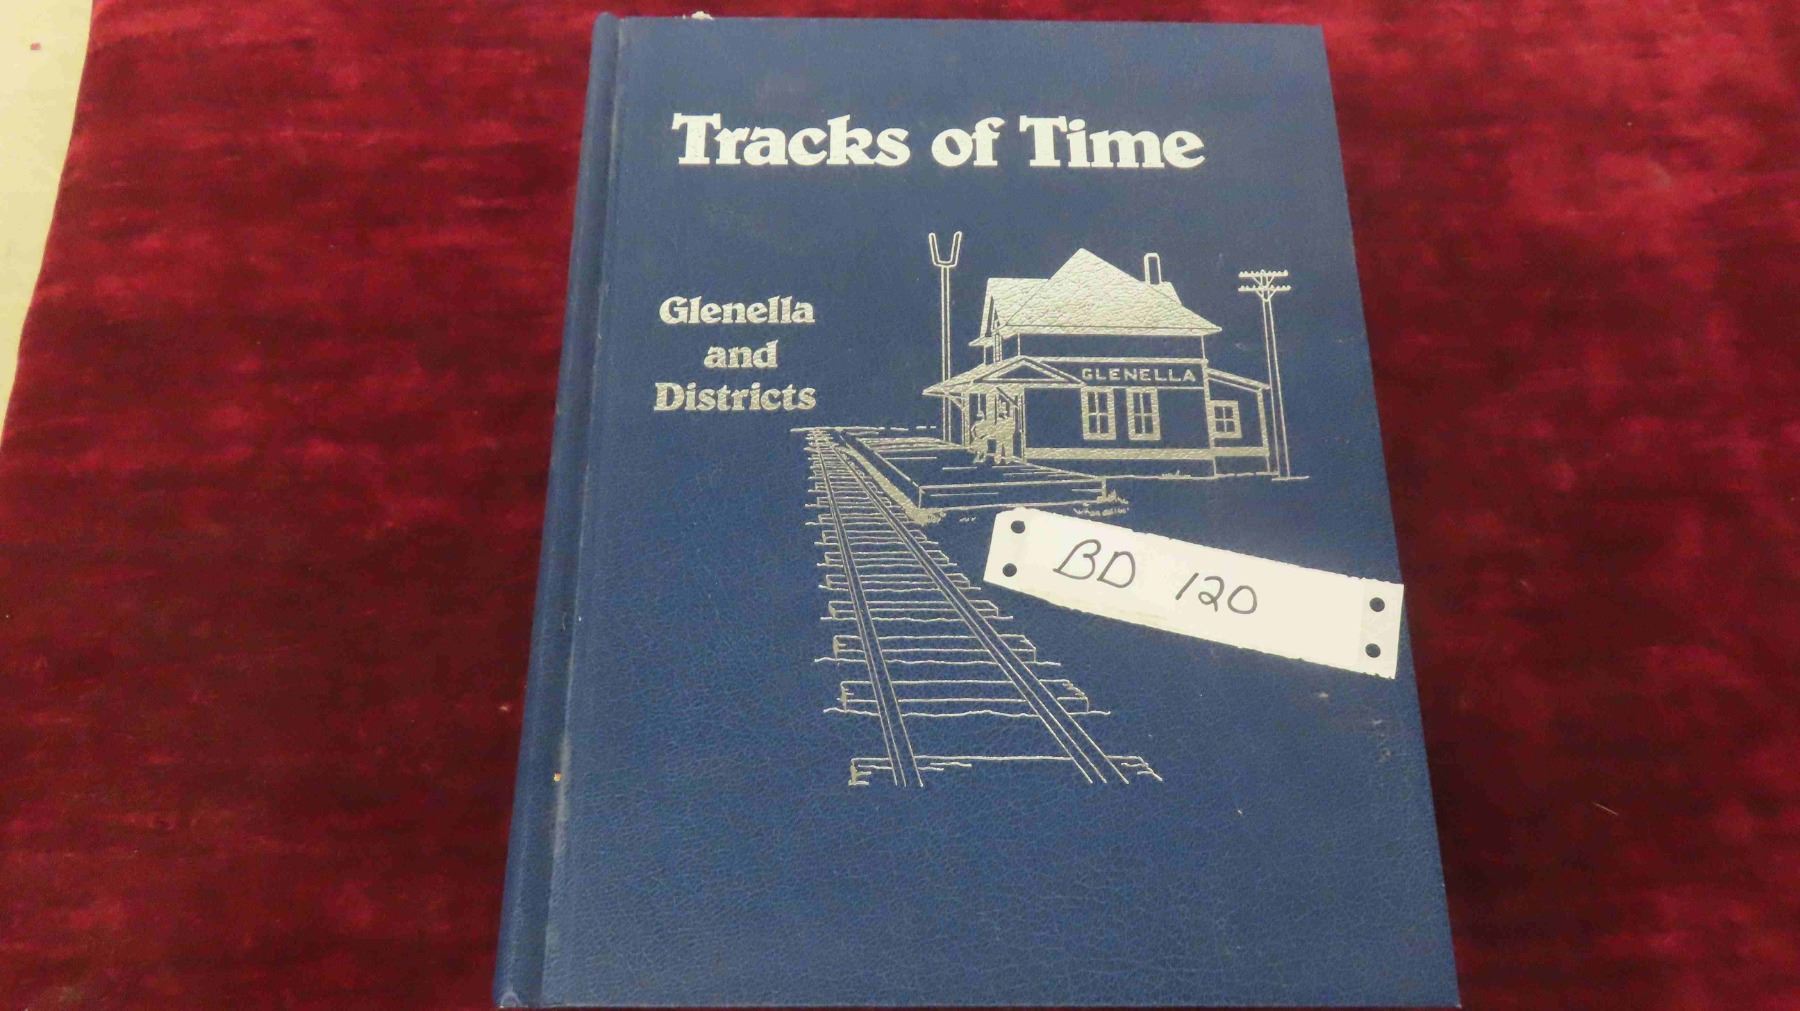 Tracks of Time
Glenella
and
Districts
GLENELLA
BD 120